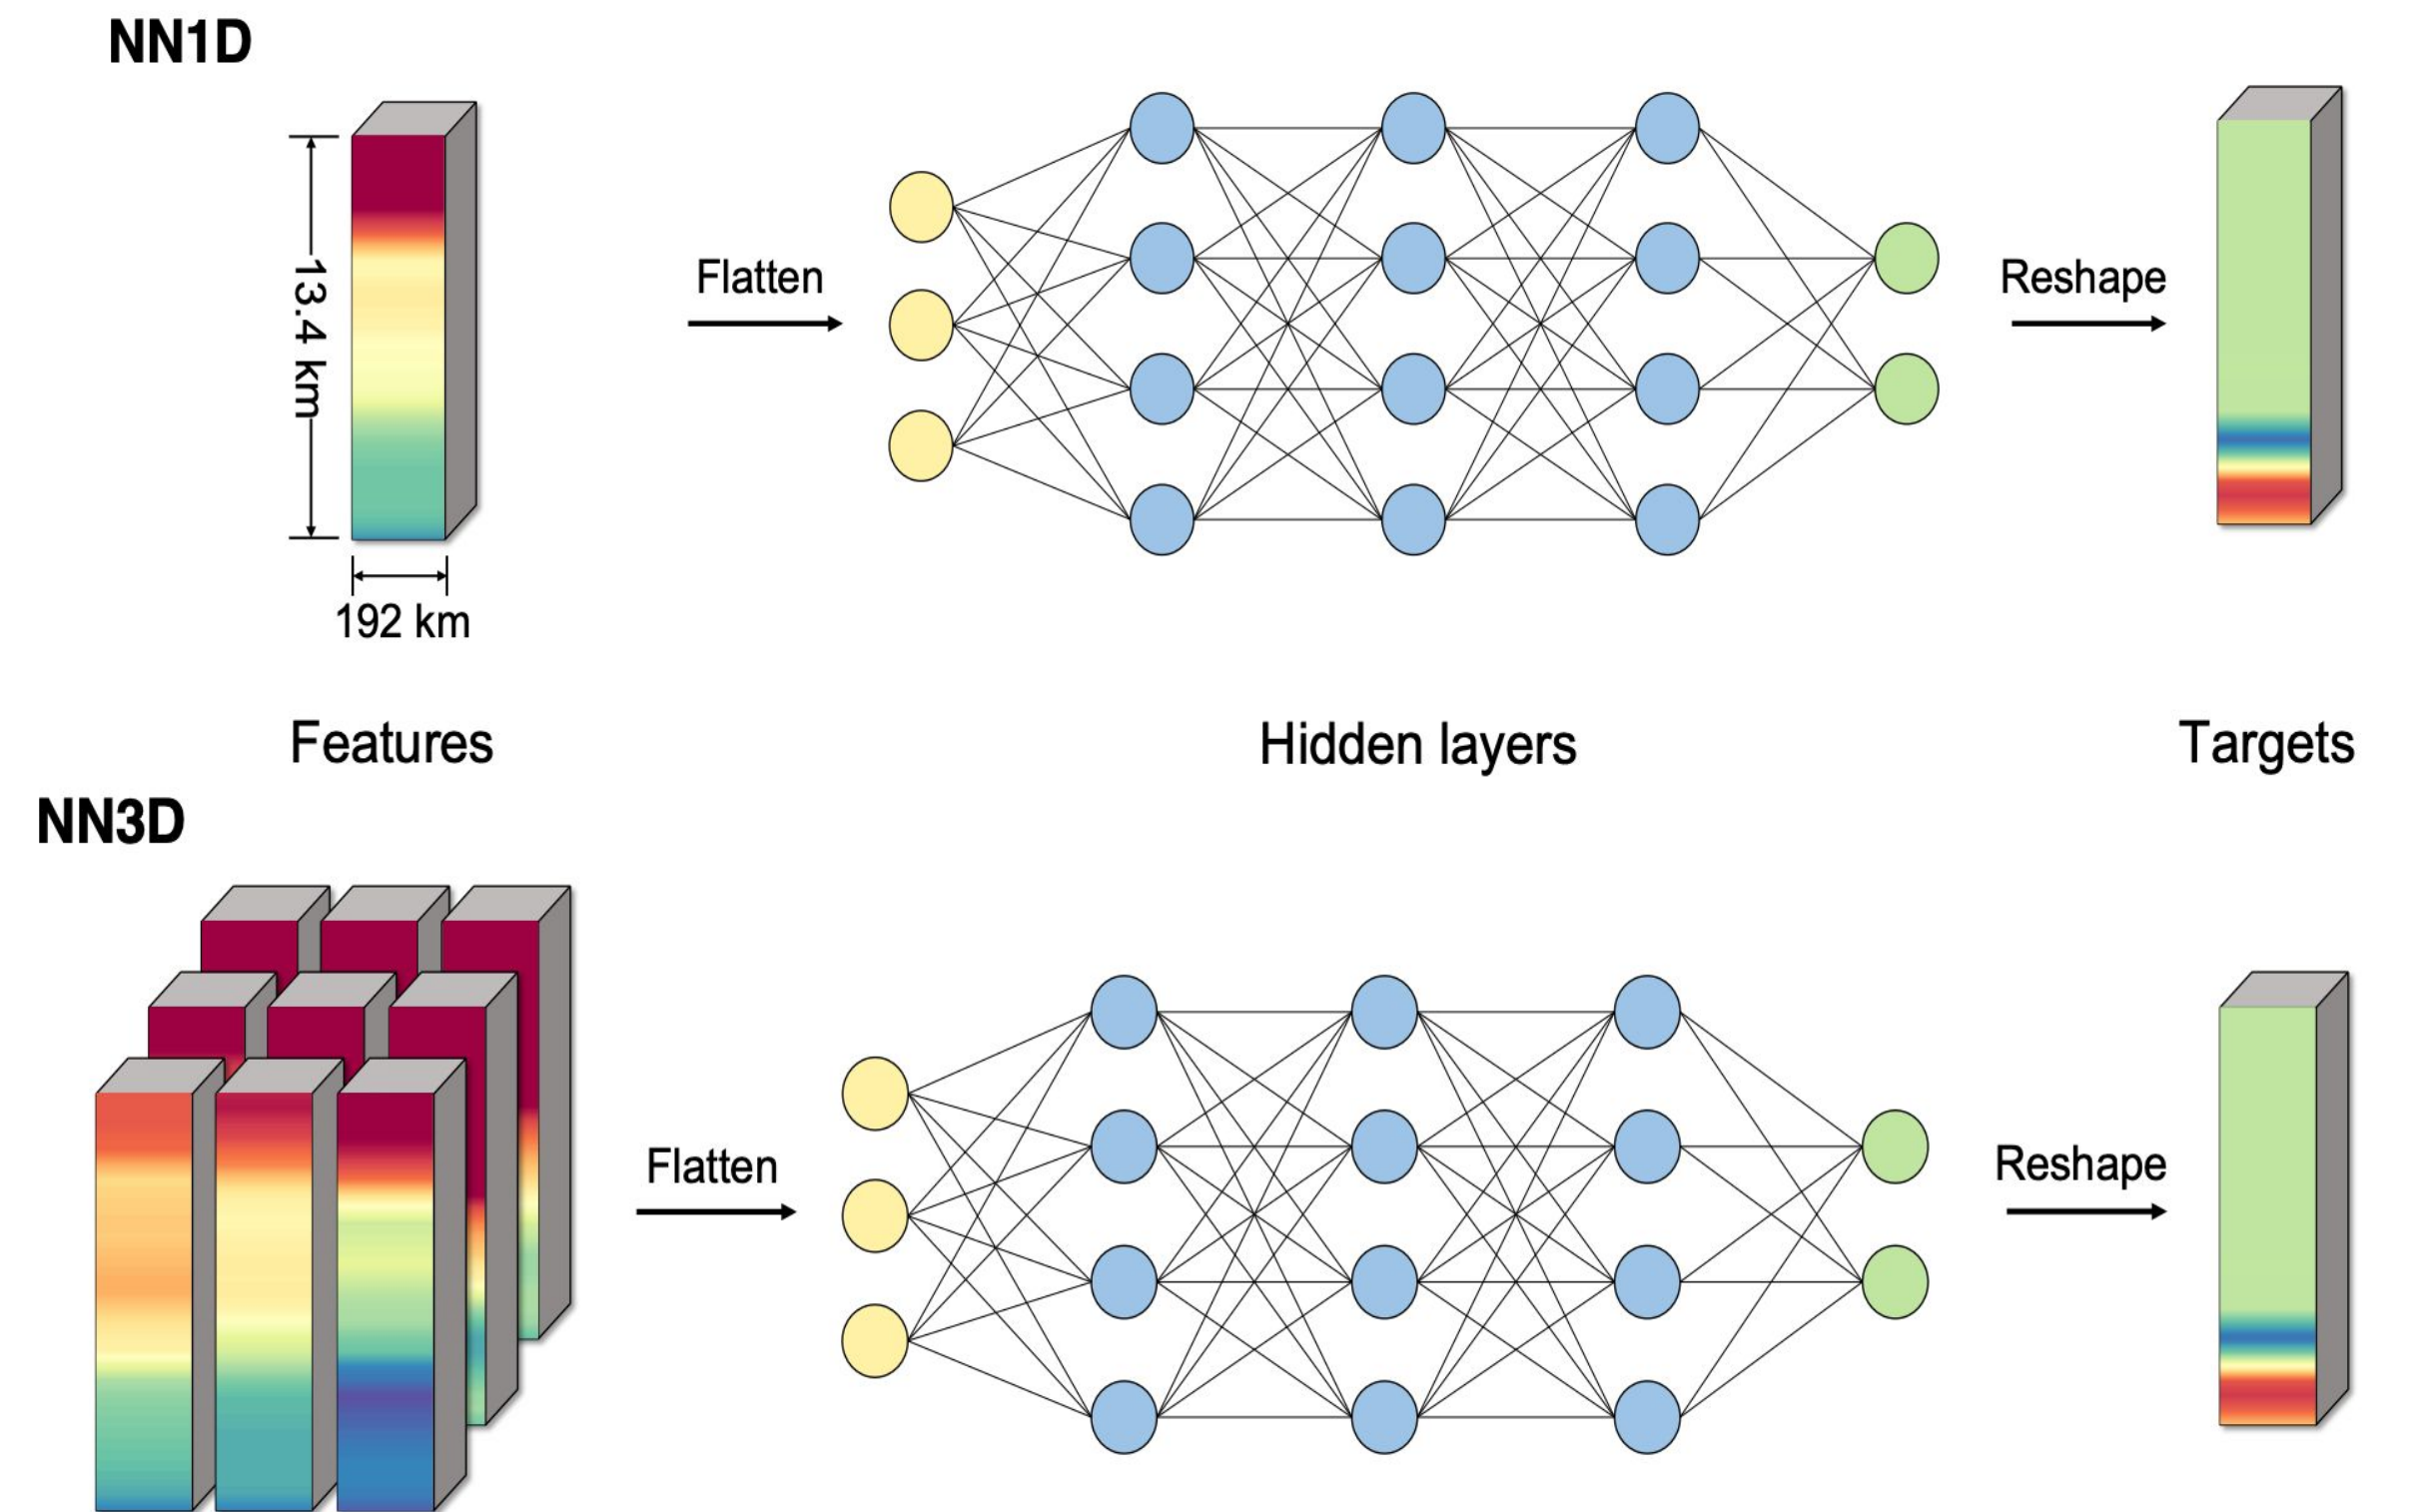 NN1D
13.4 km
Flatten
Reshape
192 km
Features
Hidden layers
Targets
NN3D
Flatten
Reshape